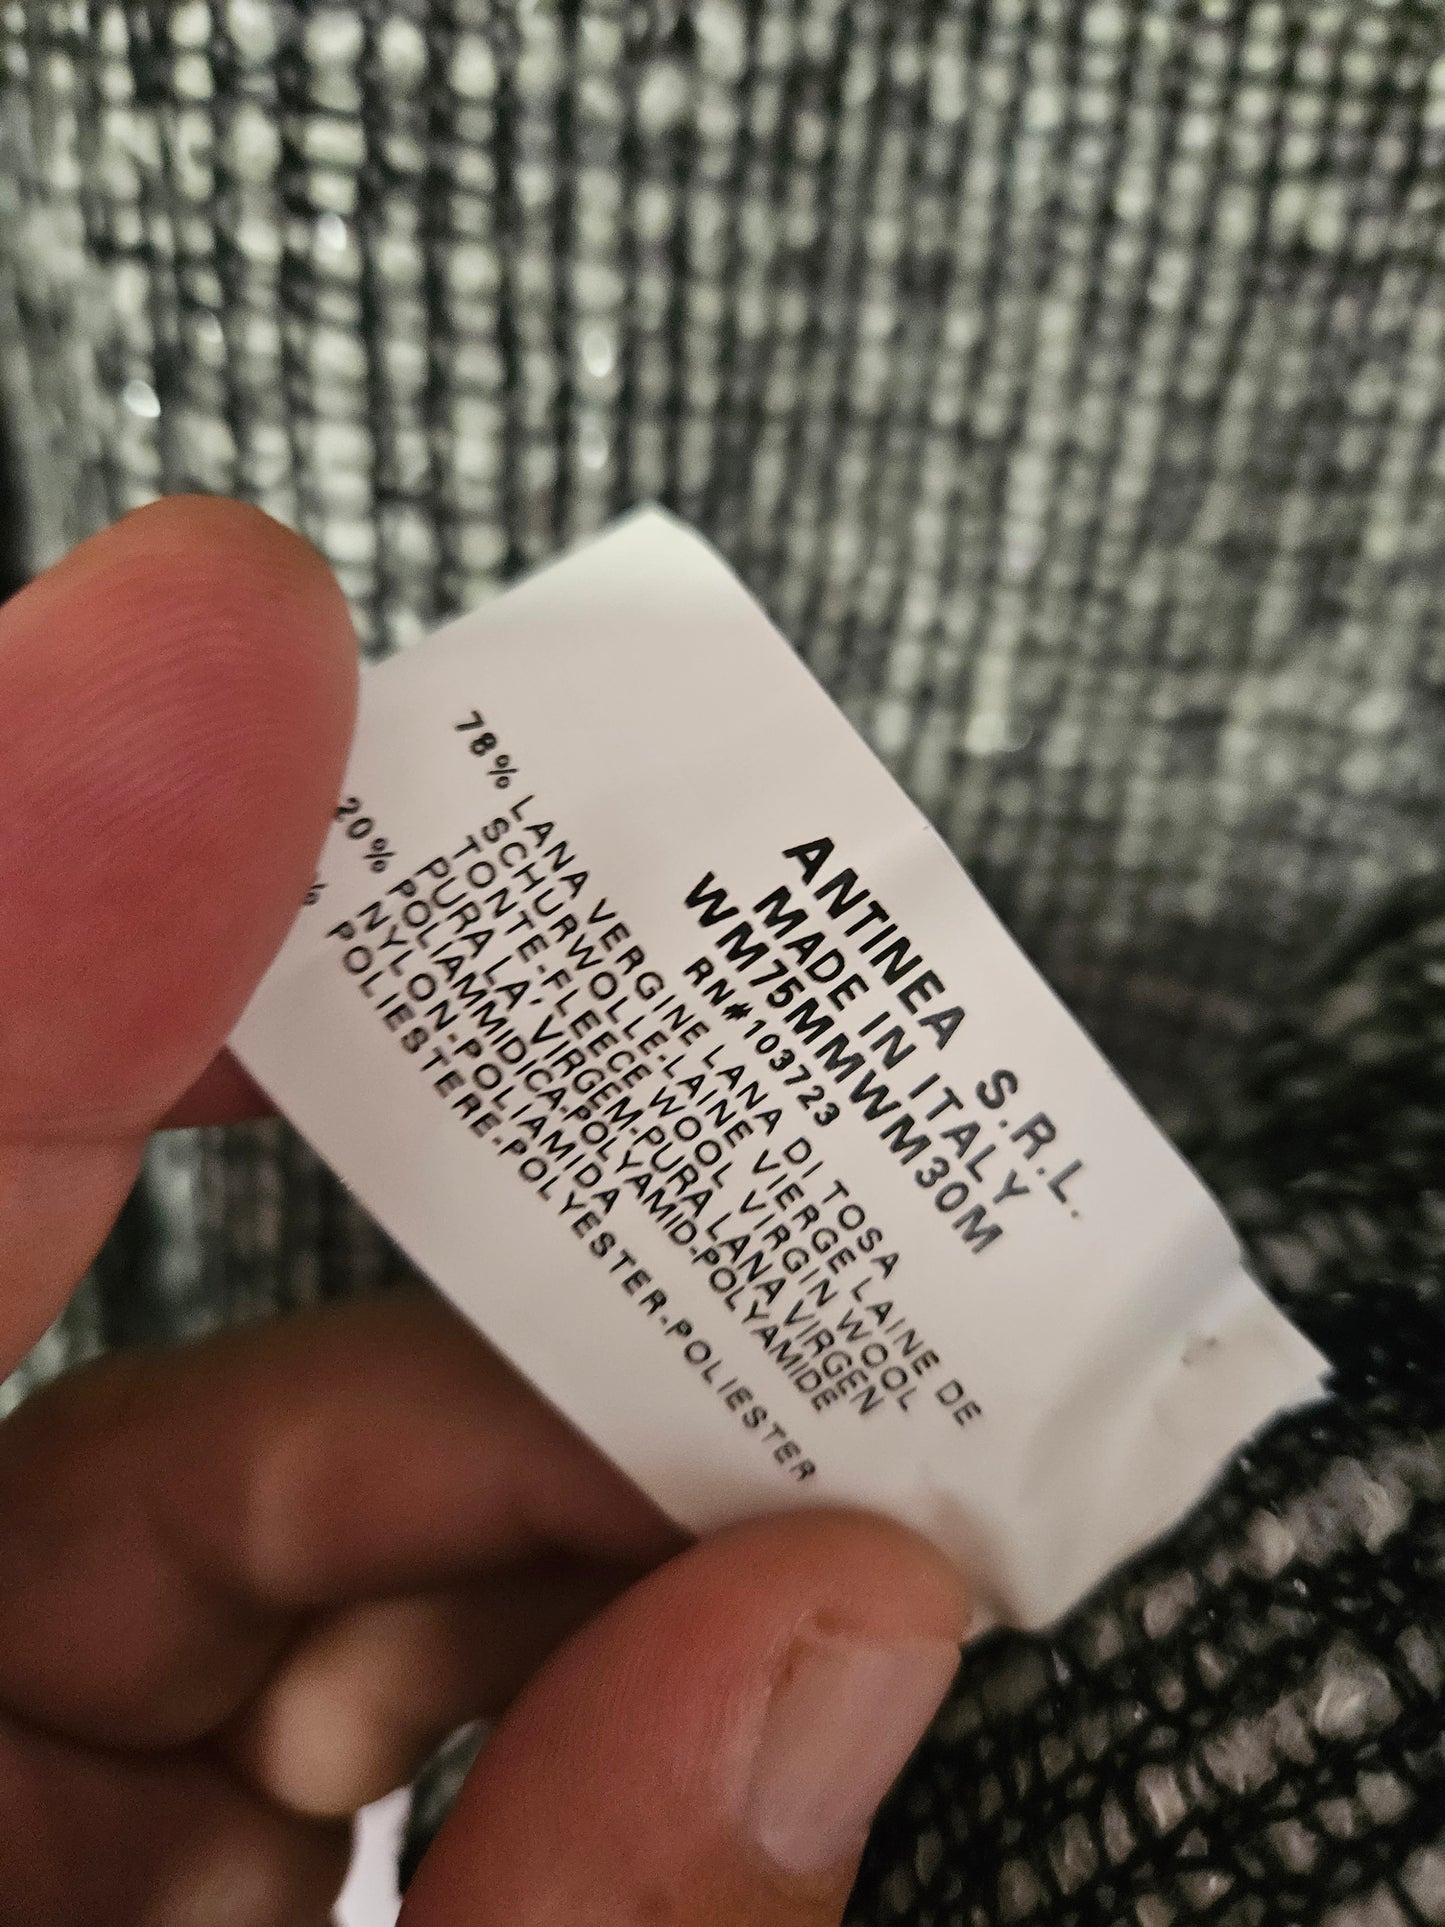 ANTINEA S.R.L.
MADE IN ITALY
WM75MMWM30M
RN#103723
78% LANA VERGINE LANA DI TOSA
SCHURWOLLE-LAINE VIERGE LAINE DE
TONTE-FLEECE WOOL VIRGIN WOOL
PURA LA' VIRGEM-PURA LANA VIRGEN
20% POLIAMMIDICA-POLYAMID-POLYAMIDE
NYLON-POLIAMIDA
% POLIESTERE-POLYESTER-POLIESTER